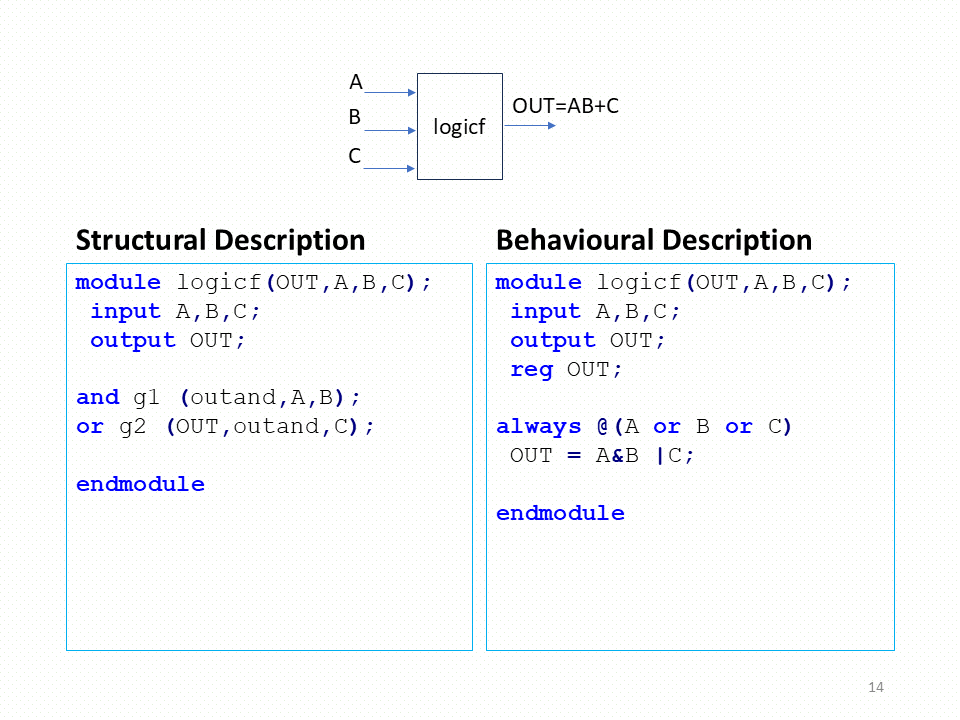 A
B
C
logicf
OUT=AB+C
Structural Description
module logicf(OUT,A,B,C);
input A,B,C;
output OUT;
and g1 (outand,A,B);
or g2 (OUT,outand,C);
endmodule
Behavioural Description
module logicf(OUT,A,B,C);
input A,B,C;
output OUT;
reg OUT;
always @(A or B or C)
OUT = A&B |C;
endmodule
14